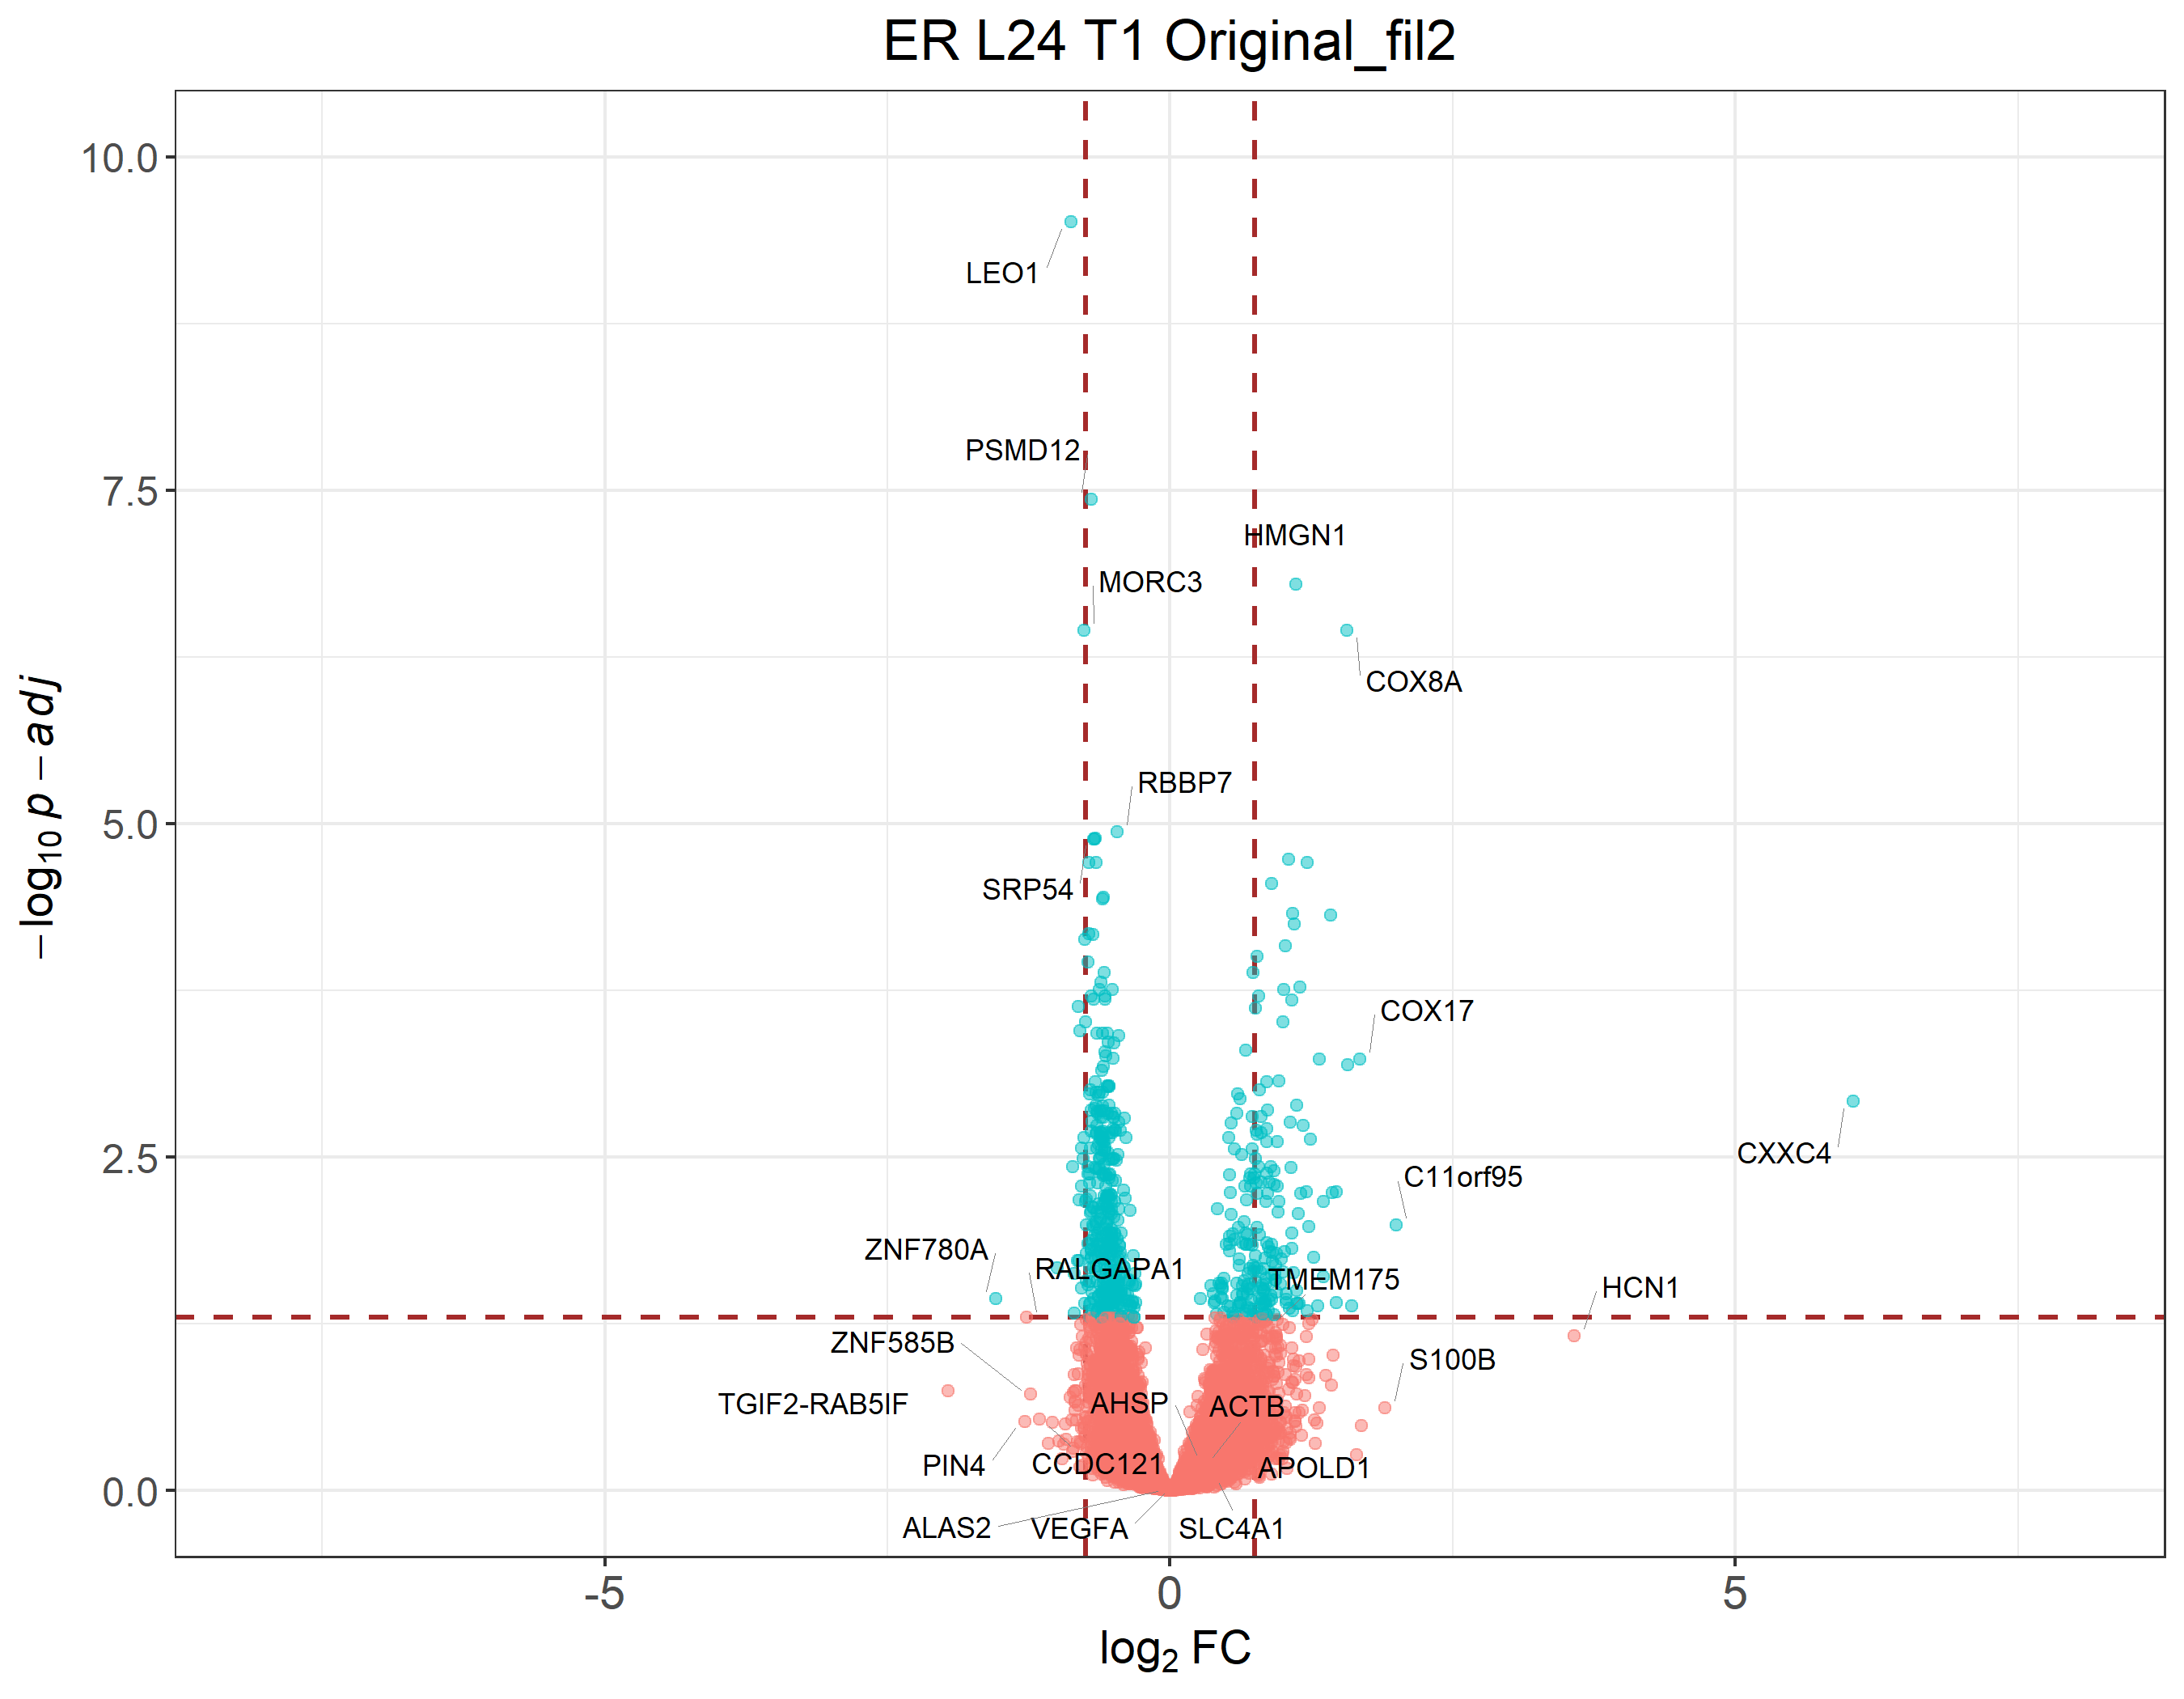 ER L24 T1 Original_fil2
10.0
LEO1
PSMD12
7.5
HMGN1
MORC3
COX8A
−log10 p−adj
RBBP7
5.0
SRP54
COX17
CXXC4
2.5
C11orf95
ZNF780A
RALGAPA1
TMEM175
HCN1
ZNF585B
S100B
TGIF2-RAB5IF
AHSP
ACTB
PIN4
CCDC121
APOLD1
0.0
ALAS2
VEGFA
SLC4A1
-5
0
5
log2 FC